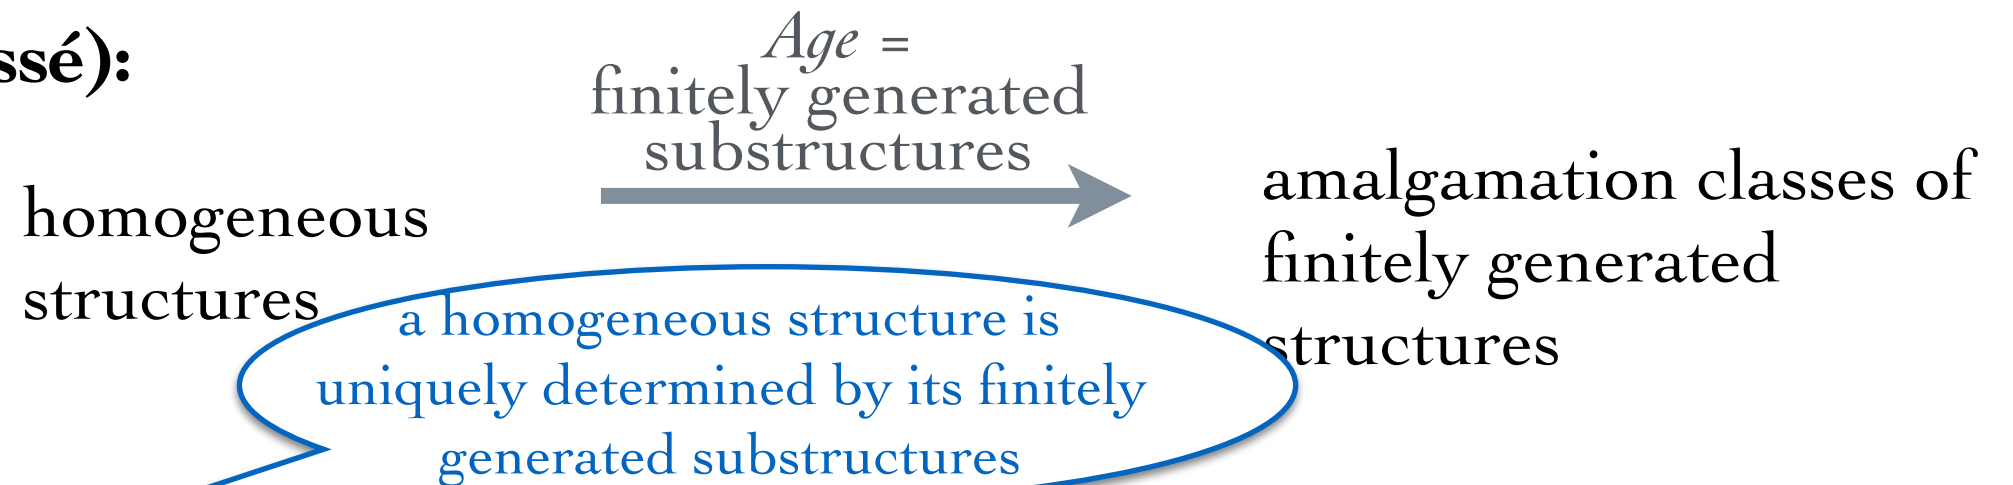 ssé):
Age =
finitely generated
substructures
homogeneous
structures
amalgamation classes of
finitely generated
structures
a homogeneous structure is
uniquely determined by its finitely
generated substructures